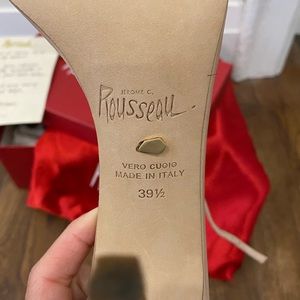 JEROME C.
Rousseau.
VERO CUOIO
MADE IN ITALY
39½